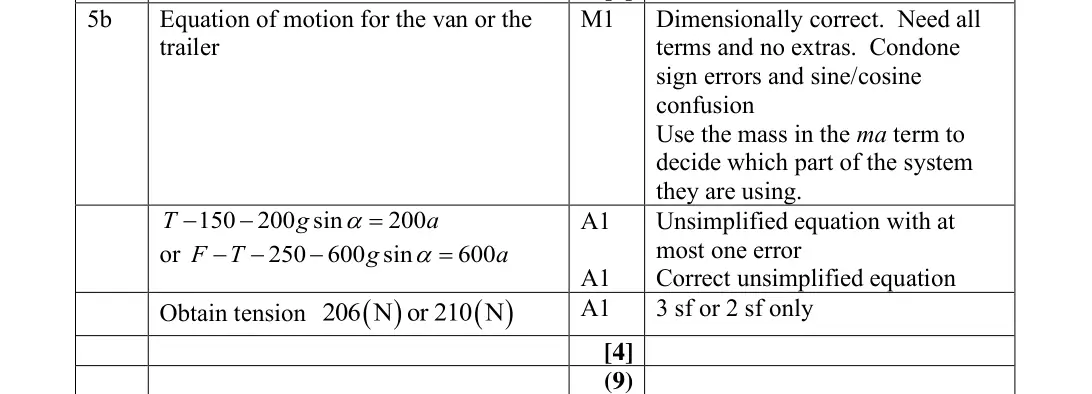 5b Equation of motion for the van or the M1 Dimensionally correct. Need all
trailer terms and no extras. Condone
sign errors and sine/cosine
confusion
Use the mass in the ma term to
decide which part of the system
they are using.
T − 150 − 200g sin α = 200a A1 Unsimplified equation with at
or F − T − 250 − 600g sin α = 600a most one error
A1 Correct unsimplified equation
Obtain tension 206(N) or 210(N) A1 3 sf or 2 sf only
[4]
(9)